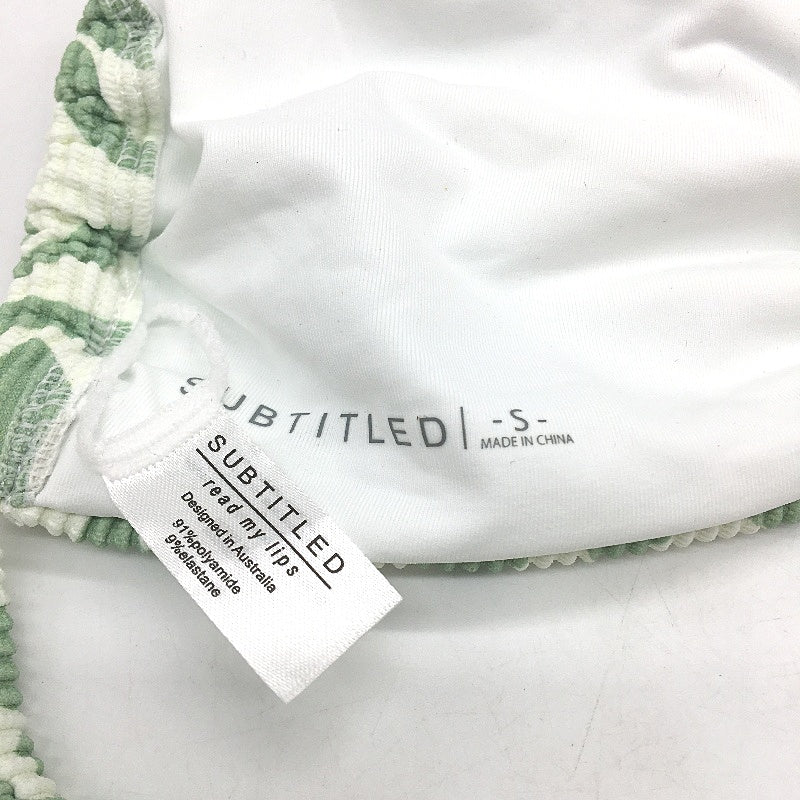 SUBTITLED | -S-
MADE IN CHINA
SUBTITLED
read my lips
Designed in Australia
91%polyamide
9%elastane